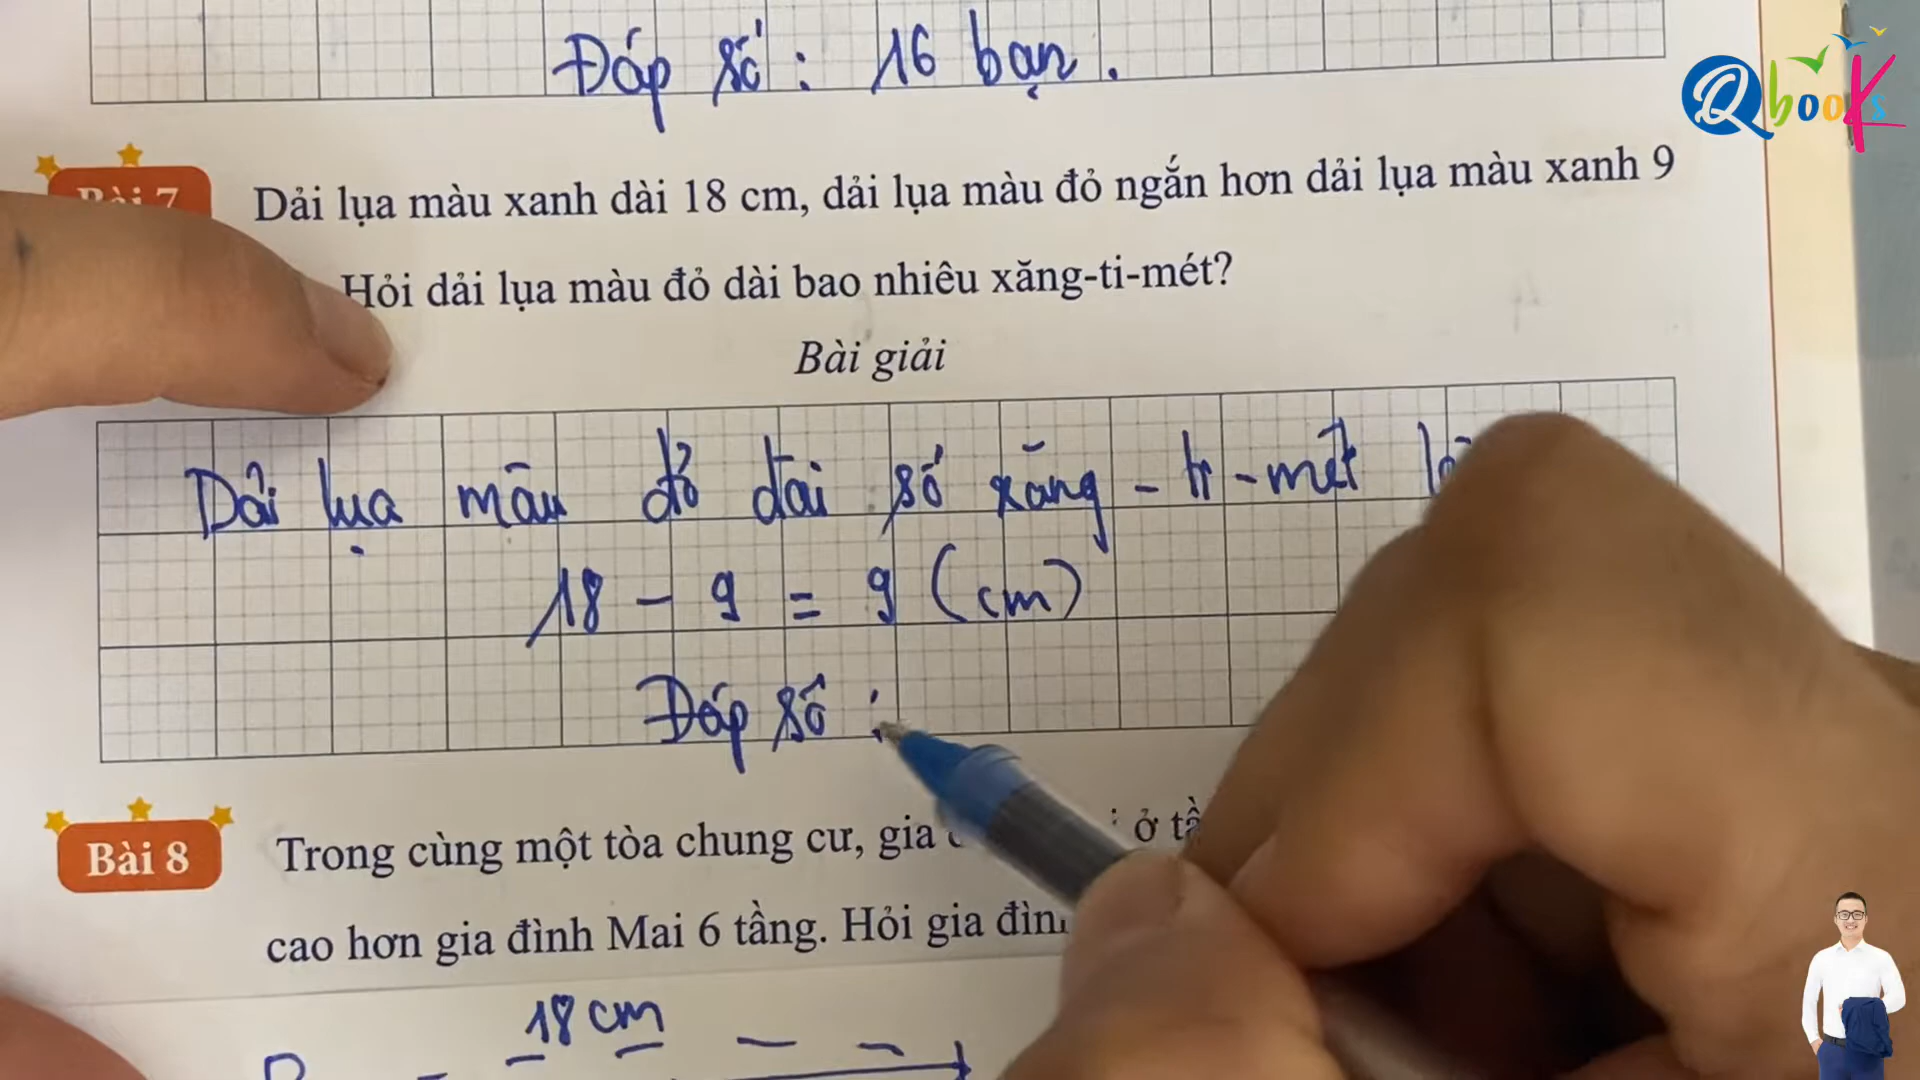 Đáp số : 16 bạn.
Qbooks
Bài 7
Dải lụa màu xanh dài 18 cm, dải lụa màu đỏ ngắn hơn dải lụa màu xanh 9
Hỏi dải lụa màu đỏ dài bao nhiêu xăng-ti-mét?
Bài giải
Dải lụa màu đỏ dài số xăng - ti - mét
18 - 9 = 9 (cm)
Đáp số :
Bài 8
Trong cùng một tòa chung cư, gia ở
cao hơn gia đình Mai 6 tầng. Hỏi gia
18 cm